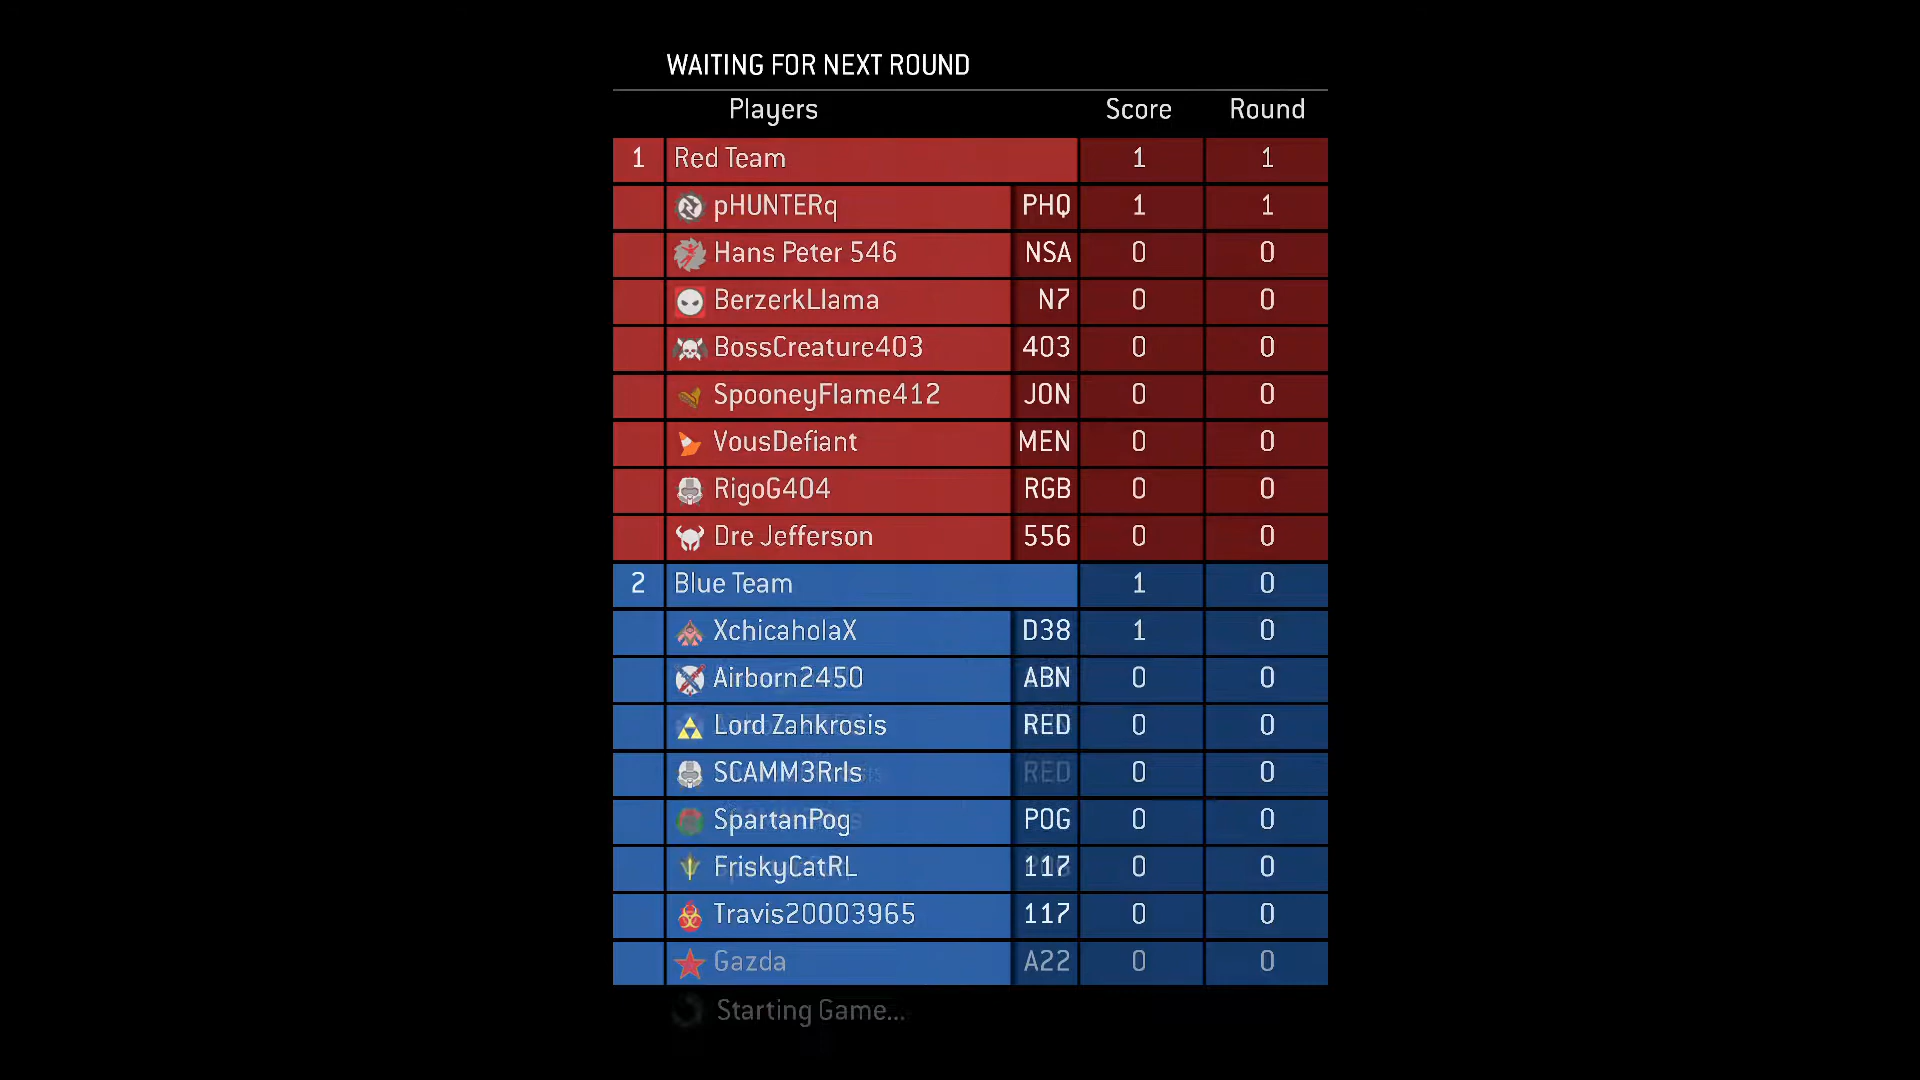 WAITING FOR NEXT ROUND
Players Score Round
1 Red Team 1 1
pHUNTERq PHQ 1 1
Hans Peter 546 NSA 0 0
BerzerkLlama N7 0 0
BossCreature403 403 0 0
SpooneyFlame412 JON 0 0
VousDefiant MEN 0 0
RigoG404 RGB 0 0
Dre Jefferson 556 0 0
2 Blue Team 1 0
XchicaholaX D38 1 0
Airborn2450 ABN 0 0
Lord Zahkrosis RED 0 0
SCAMM3Rrls RED 0 0
SpartanPog POG 0 0
FriskyCatRL 117 0 0
Travis20003965 117 0 0
Gazda A22 0 0
Starting Game...